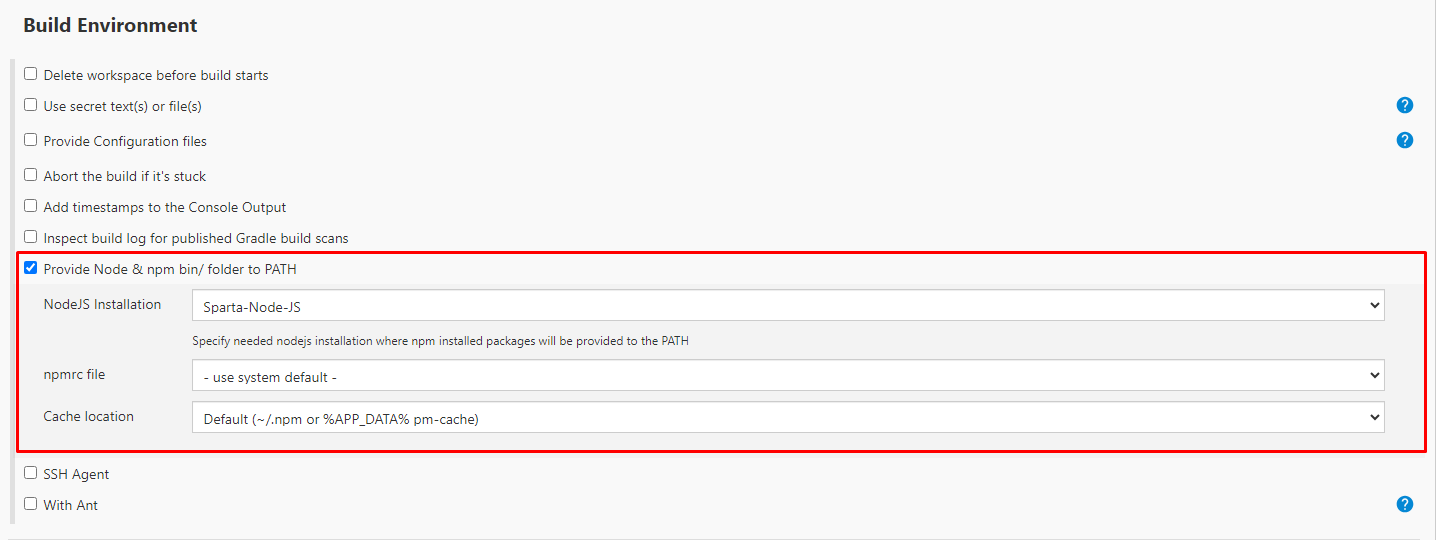 Build Environment
Delete workspace before build starts
Use secret text(s) or file(s)
?
Provide Configuration files
?
Abort the build if it's stuck
Add timestamps to the Console Output
Inspect build log for published Gradle build scans
Provide Node & npm bin/ folder to PATH
NodeJS Installation
Sparta-Node-JS
Specify needed nodejs installation where npm installed packages will be provided to the PATH
npmrc file
- use system default -
Cache location
Default (~/.npm or %APP_DATA% pm-cache)
SSH Agent
With Ant
?